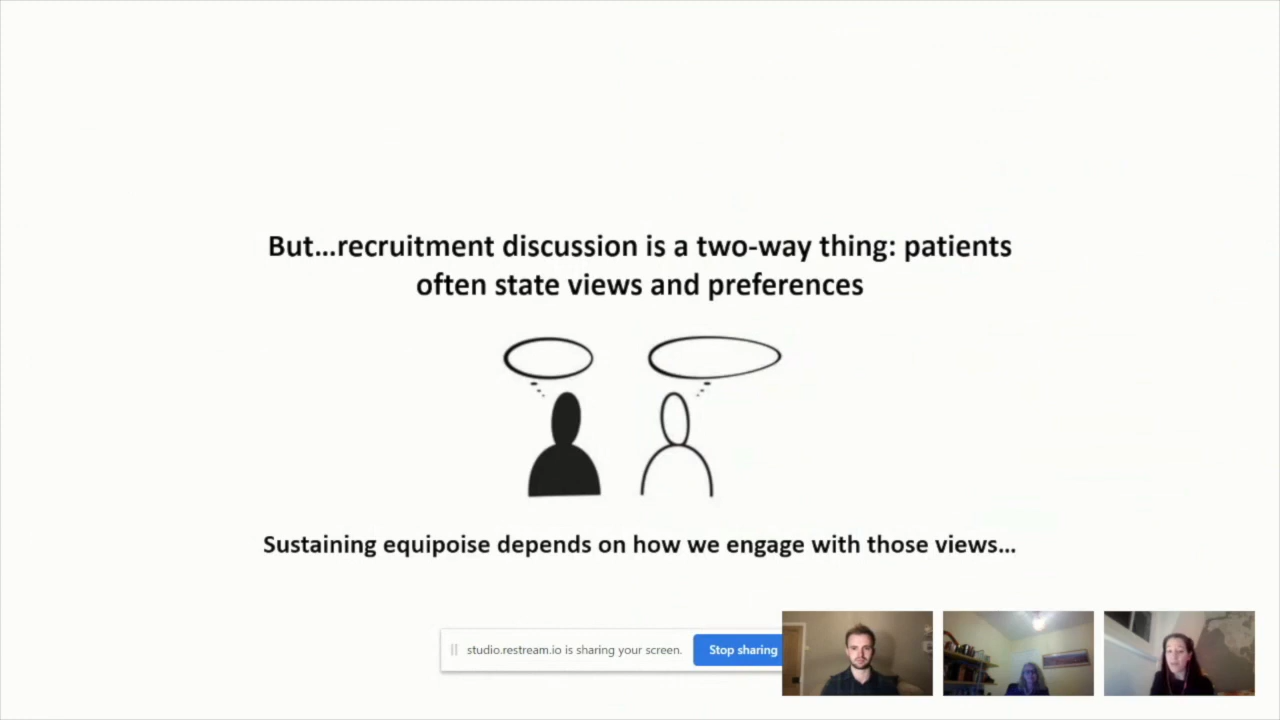 But...recruitment discussion is a two-way thing: patients
often state views and preferences
Sustaining equipoise depends on how we engage with those views...
studio.restream.io is sharing your screen.
Stop sharing